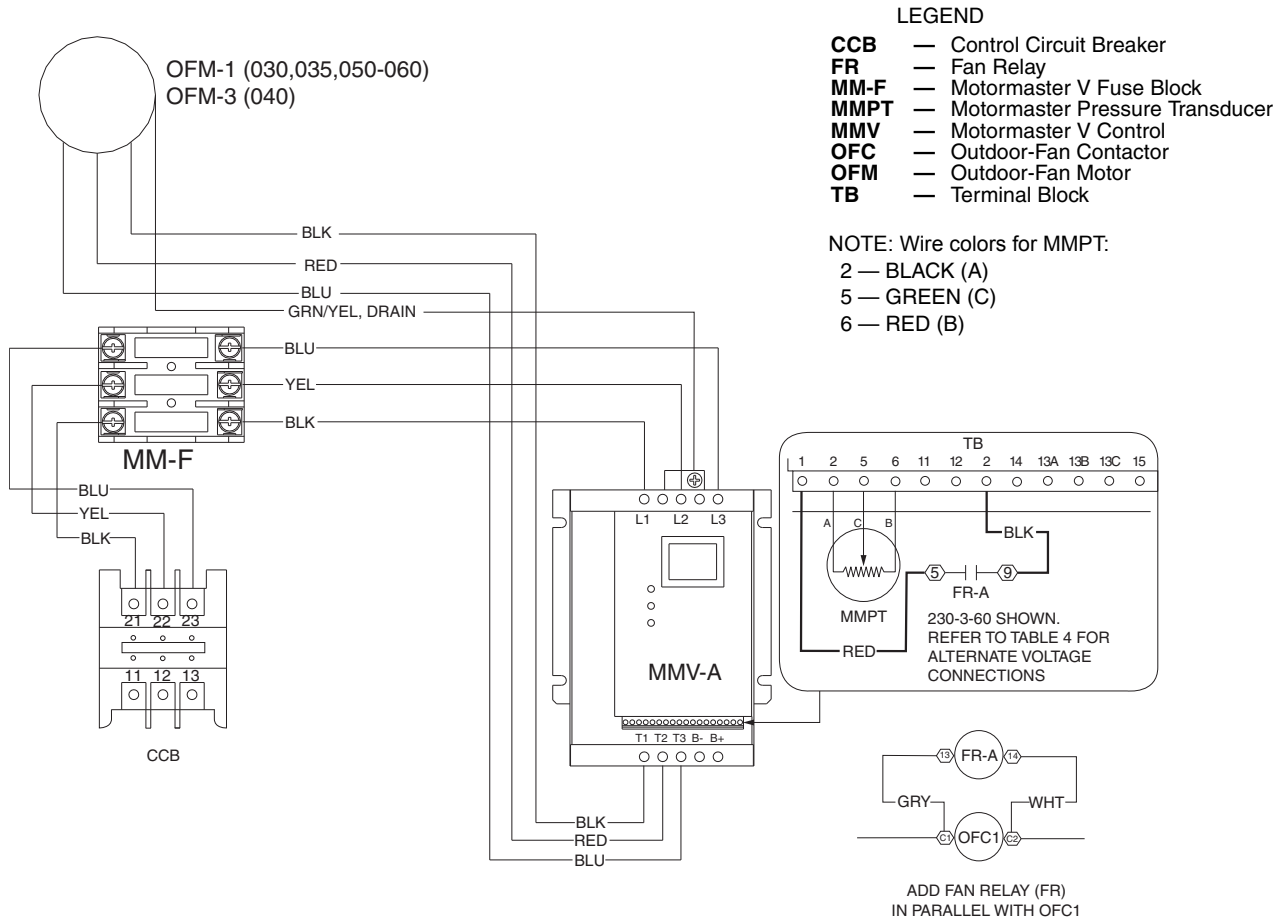 LEGEND
CCB — Control Circuit Breaker
FR — Fan Relay
MM-F — Motormaster V Fuse Block
MMPT — Motormaster Pressure Transducer
MMV — Motormaster V Control
OFC — Outdoor-Fan Contactor
OFM — Outdoor-Fan Motor
TB — Terminal Block
NOTE: Wire colors for MMPT:
2 — BLACK (A)
5 — GREEN (C)
6 — RED (B)
OFM-1 (030,035,050-060)
OFM-3 (040)
BLK
RED
BLU
GRN/YEL, DRAIN
BLU
YEL
BLK
MM-F
BLU
YEL
BLK
21 22 23
11 12 13
CCB
L1 L2 L3
MMV-A
T1 T2 T3 B- B+
BLK
RED
BLU
TB
1 2 5 6 11 12 2 14 13A 13B 13C 15
A C B
BLK
5 9
FR-A
MMPT
RED
230-3-60 SHOWN.
REFER TO TABLE 4 FOR
ALTERNATE VOLTAGE
CONNECTIONS
13 FR-A 14
GRY WHT
C1 OFC1 C2
ADD FAN RELAY (FR)
IN PARALLEL WITH OFC1